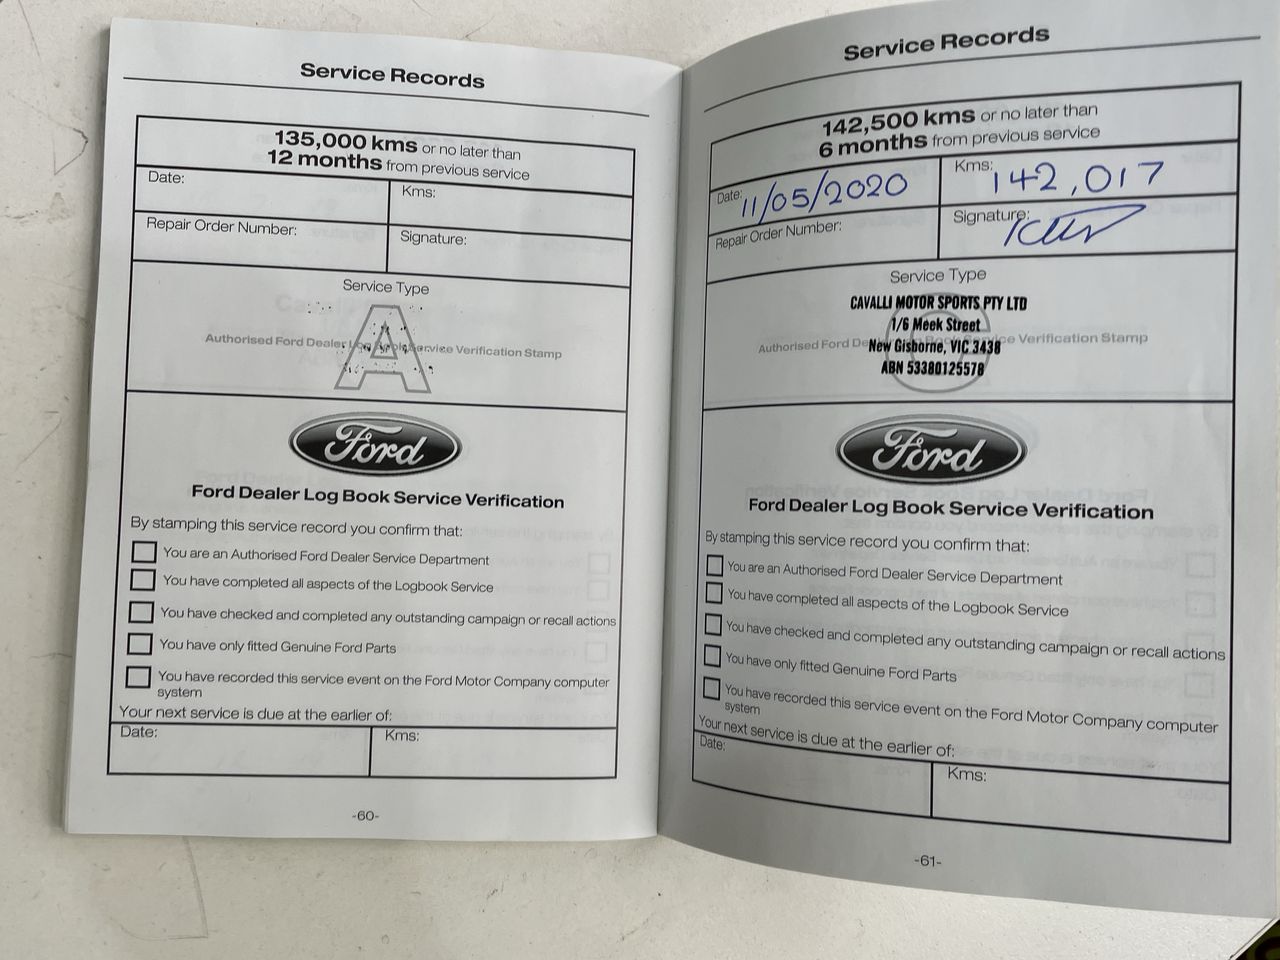 Service Records
135,000 kms or no later than
12 months from previous service
Date:
Kms:
Repair Order Number:
Signature:
Service Type
A
Authorised Ford Dealer Log Book Service Verification Stamp
Ford
Ford Dealer Log Book Service Verification
By stamping this service record you confirm that:
You are an Authorised Ford Dealer Service Department
You have completed all aspects of the Logbook Service
You have checked and completed any outstanding campaign or recall actions
You have only fitted Genuine Ford Parts
You have recorded this service event on the Ford Motor Company computer
system
Your next service is due at the earlier of:
Date:
Kms:
-60-
Service Records
142,500 kms or no later than
6 months from previous service
Date: 11/05/2020
Kms: 142,017
Repair Order Number:
Signature:
Service Type
CAVALLI MOTOR SPORTS PTY LTD
1/6 Meek Street
Authorised Ford Dealer Log Book Service Verification Stamp
New Gisborne, VIC 3438
ABN 53380125578
C
Ford
Ford Dealer Log Book Service Verification
By stamping this service record you confirm that:
You are an Authorised Ford Dealer Service Department
You have completed all aspects of the Logbook Service
You have checked and completed any outstanding campaign or recall actions
You have only fitted Genuine Ford Parts
You have recorded this service event on the Ford Motor Company computer
system
Your next service is due at the earlier of:
Date:
Kms:
-61-